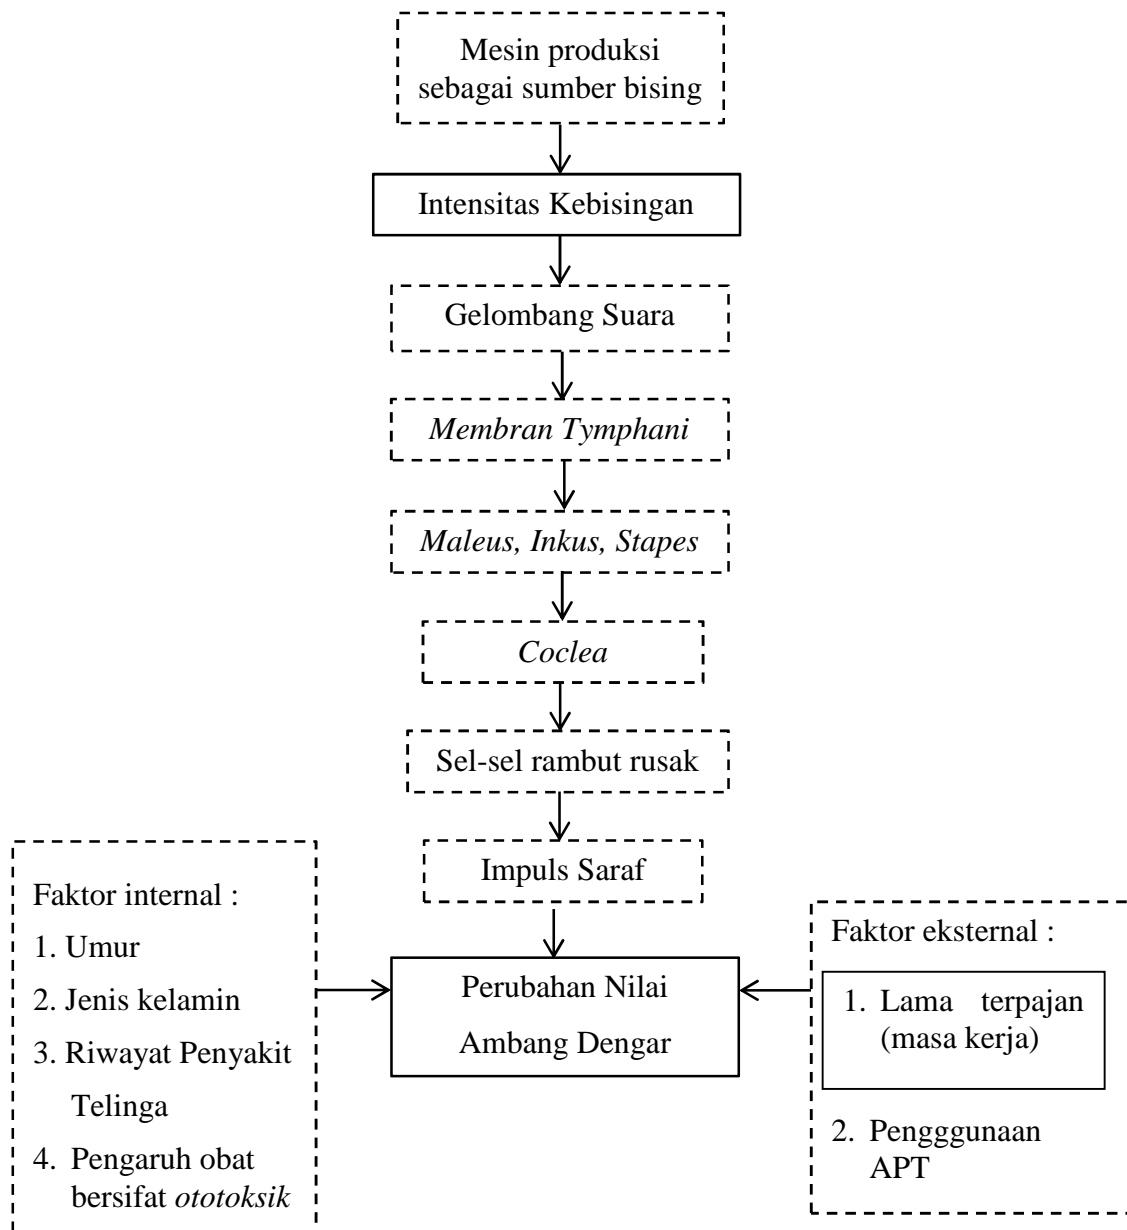 Mesin produksi
sebagai sumber bising
Intensitas Kebisingan
Gelombang Suara
Membran Tymphani
Maleus, Inkus, Stapes
Coclea
Sel-sel rambut rusak
Impuls Saraf
Faktor internal :
1. Umur
2. Jenis kelamin
3. Riwayat Penyakit
Telinga
4. Pengaruh obat
bersifat ototoksik
Perubahan Nilai
Ambang Dengar
Faktor eksternal :
1. Lama terpajan
(masa kerja)
2. Pengggunaan
APT